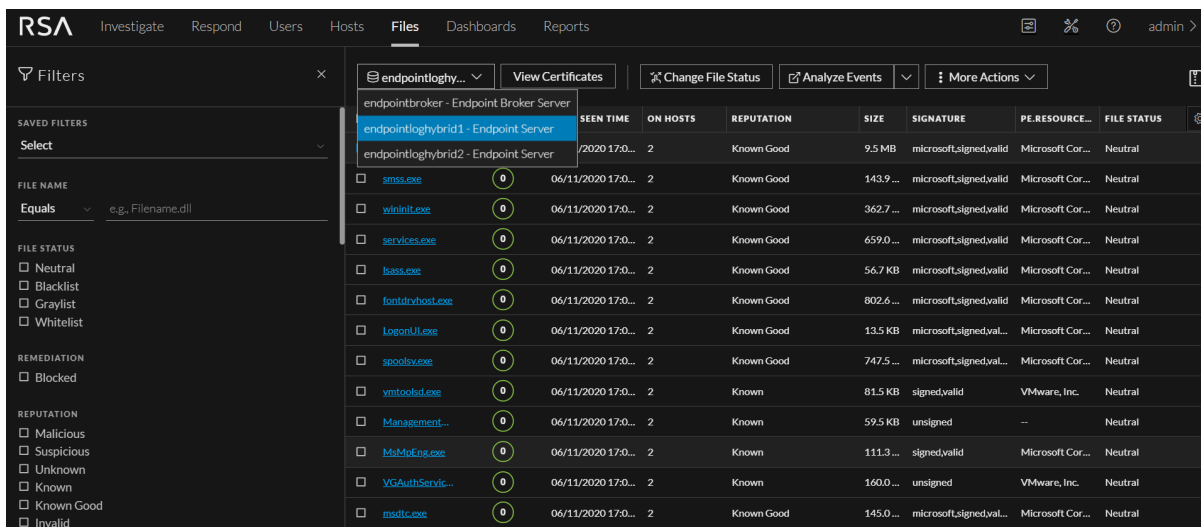 RSA Investigate Respond Users Hosts Files Dashboards Reports admin >
Filters
endpointloghy... View Certificates Change File Status Analyze Events More Actions
endpointbroker - Endpoint Broker Server
endpointloghybrid1 - Endpoint Server
endpointloghybrid2 - Endpoint Server
SAVED FILTERS
Select
FILE NAME
Equals e.g., Filename.dll
FILE STATUS
Neutral
Blacklist
Graylist
Whitelist
REMEDIATION
Blocked
REPUTATION
Malicious
Suspicious
Unknown
Known
Known Good
Invalid
SEEN TIME ON HOSTS REPUTATION SIZE SIGNATURE PE.RESOURCE... FILE STATUS
/2020 17:0... 2 Known Good 9.5 MB microsoft,signed,valid Microsoft Cor... Neutral
smss.exe 0 06/11/2020 17:0... 2 Known Good 143.9 ... microsoft,signed,valid Microsoft Cor... Neutral
wininit.exe 0 06/11/2020 17:0... 2 Known Good 362.7 ... microsoft,signed,valid Microsoft Cor... Neutral
services.exe 0 06/11/2020 17:0... 2 Known Good 659.0 ... microsoft,signed,valid Microsoft Cor... Neutral
lsass.exe 0 06/11/2020 17:0... 2 Known Good 56.7 KB microsoft,signed,valid Microsoft Cor... Neutral
fontdrvhost.exe 0 06/11/2020 17:0... 2 Known Good 802.6 ... microsoft,signed,valid Microsoft Cor... Neutral
LogonUI.exe 0 06/11/2020 17:0... 2 Known Good 13.5 KB microsoft,signed,val... Microsoft Cor... Neutral
spoolsv.exe 0 06/11/2020 17:0... 2 Known Good 747.5 ... microsoft,signed,val... Microsoft Cor... Neutral
vmtoolsd.exe 0 06/11/2020 17:0... 2 Known 81.5 KB signed,valid VMware, Inc. Neutral
Management... 0 06/11/2020 17:0... 2 Known 59.5 KB unsigned -- Neutral
MsMpEng.exe 0 06/11/2020 17:0... 2 Known 111.3 ... signed,valid Microsoft Cor... Neutral
VGAuthServic... 0 06/11/2020 17:0... 2 Known 160.0 ... unsigned VMware, Inc. Neutral
msdtc.exe 0 06/11/2020 17:0... 2 Known Good 145.0 ... microsoft,signed,val... Microsoft Cor... Neutral